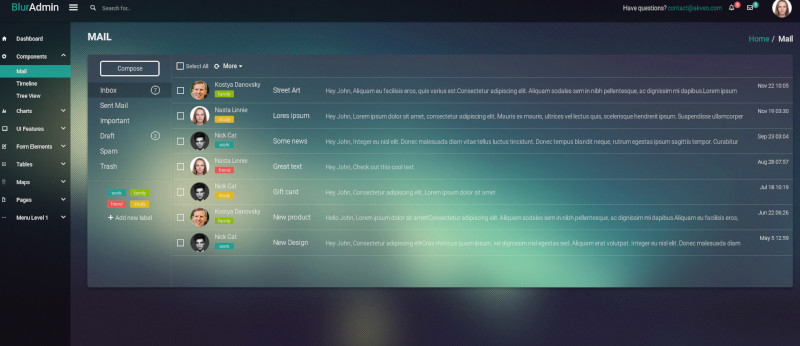 BlurAdmin
Search for...
Have questions? contact@akveo.com
Dashboard
Components
Mail
Timeline
Tree View
Charts
UI Features
Form Elements
Tables
Maps
Pages
Menu Level 1
MAIL
Home / Mail
Compose
Inbox 7
Sent Mail
Important
Draft 2
Spam
Trash
work family
friend study
+ Add new label
Select All More
Kostya Danovsky
family
Street Art
Hey John, Aliquam eu facilisis eros, quis varius est.Consectetur adipiscing elit. Aliquam sodales sem in nibh pellentesque, ac dignissim mi dapibus.Lorem ipsum
Nov 22 10:05
Nasta Linnie
study
Lores ipsum
Hey John, Lorem ipsum dolor sit amet, consectetur adipiscing elit. Mauris ex mauris, ultrices vel lectus quis, scelerisque hendrerit ipsum. Suspendisse ullamcorper
Nov 19 03:30
Nick Cat
work
Some news
Hey John, Integer eu nisl elit. Donec malesuada diam vitae tellus luctus tincidunt. Donec tempus blandit neque, rutrum egestas ipsum sagittis tempor. Curabitur
Sep 23 03:04
Nasta Linnie
friend
Great text
Hey John, Check out this cool text.
Aug 28 07:57
Nick Cat
study
Gift card
Hey John, Consectetur adipiscing elit, Lorem ipsum dolor sit amet
Jul 18 10:19
Kostya Danovsky
family
New product
Hello John, Lorem ipsum dolor sit amet!Consectetur adipiscing elit. Aliquam sodales sem in nibh pellentesque, ac dignissim mi dapibus Aliquam eu facilisis eros,
Jun 22 06:26
Nick Cat
work
New Design
Hey John, Consectetur adipiscing elit.Cras rhoncus quam ipsum, vel dignissim nisl egestas sed. Aliquam erat volutpat. Integer eu nisl elit. Donec malesuada diam
May 5 12:59